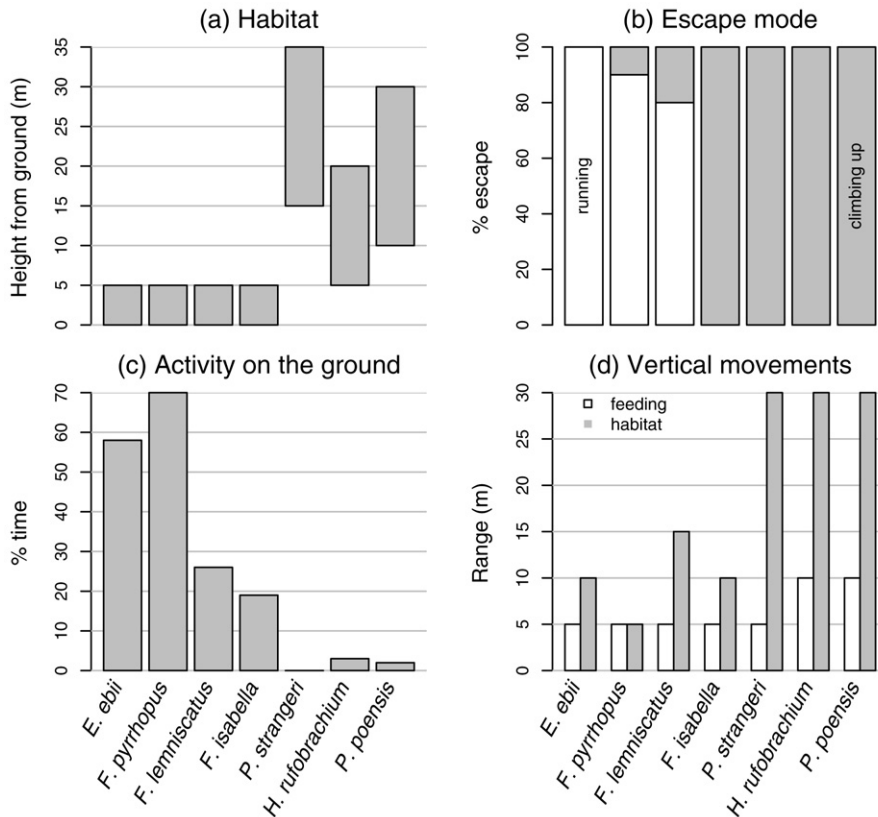 (a) Habitat
Height from ground (m)
35
30
25
20
15
10
5
0
(b) Escape mode
% escape
100
80
60
40
20
0
running
climbing up
(c) Activity on the ground
% time
70
60
50
40
30
20
10
0
E. ebii
F. pyrrhopus
F. lemniscatus
F. isabella
P. strangeri
H. rufobrachium
P. poensis
(d) Vertical movements
Range (m)
30
25
20
15
10
5
0
feeding
habitat
E. ebii
F. pyrrhopus
F. lemniscatus
F. isabella
P. strangeri
H. rufobrachium
P. poensis